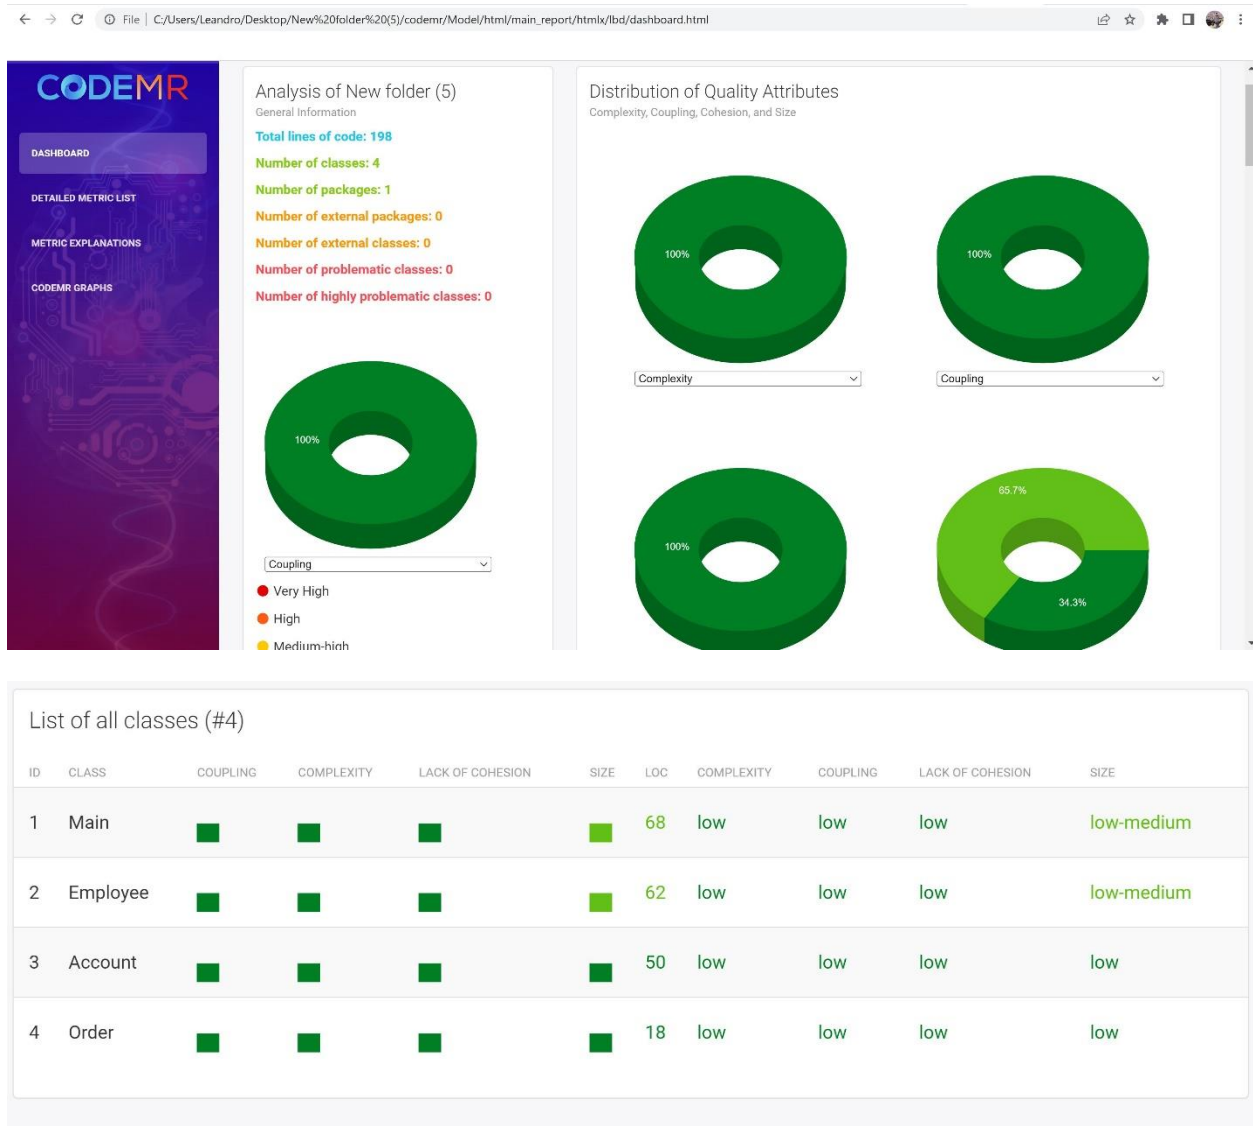 File | C:/Users/Leandro/Desktop/New%20folder%20(5)/codemr/Model/html/main_report/htmlx/lbd/dashboard.html
CODEMR
DASHBOARD
DETAILED METRIC LIST
METRIC EXPLANATIONS
CODEMR GRAPHS
Analysis of New folder (5)
General Information
Total lines of code: 198
Number of classes: 4
Number of packages: 1
Number of external packages: 0
Number of external classes: 0
Number of problematic classes: 0
Number of highly problematic classes: 0
100%
Coupling
Very High
High
Medium-high
Distribution of Quality Attributes
Complexity, Coupling, Cohesion, and Size
100%
100%
Complexity
Coupling
100%
65.7%
34.3%
List of all classes (#4)
ID CLASS COUPLING COMPLEXITY LACK OF COHESION SIZE LOC COMPLEXITY COUPLING LACK OF COHESION SIZE
1 Main 68 low low low low-medium
2 Employee 62 low low low low-medium
3 Account 50 low low low low
4 Order 18 low low low low